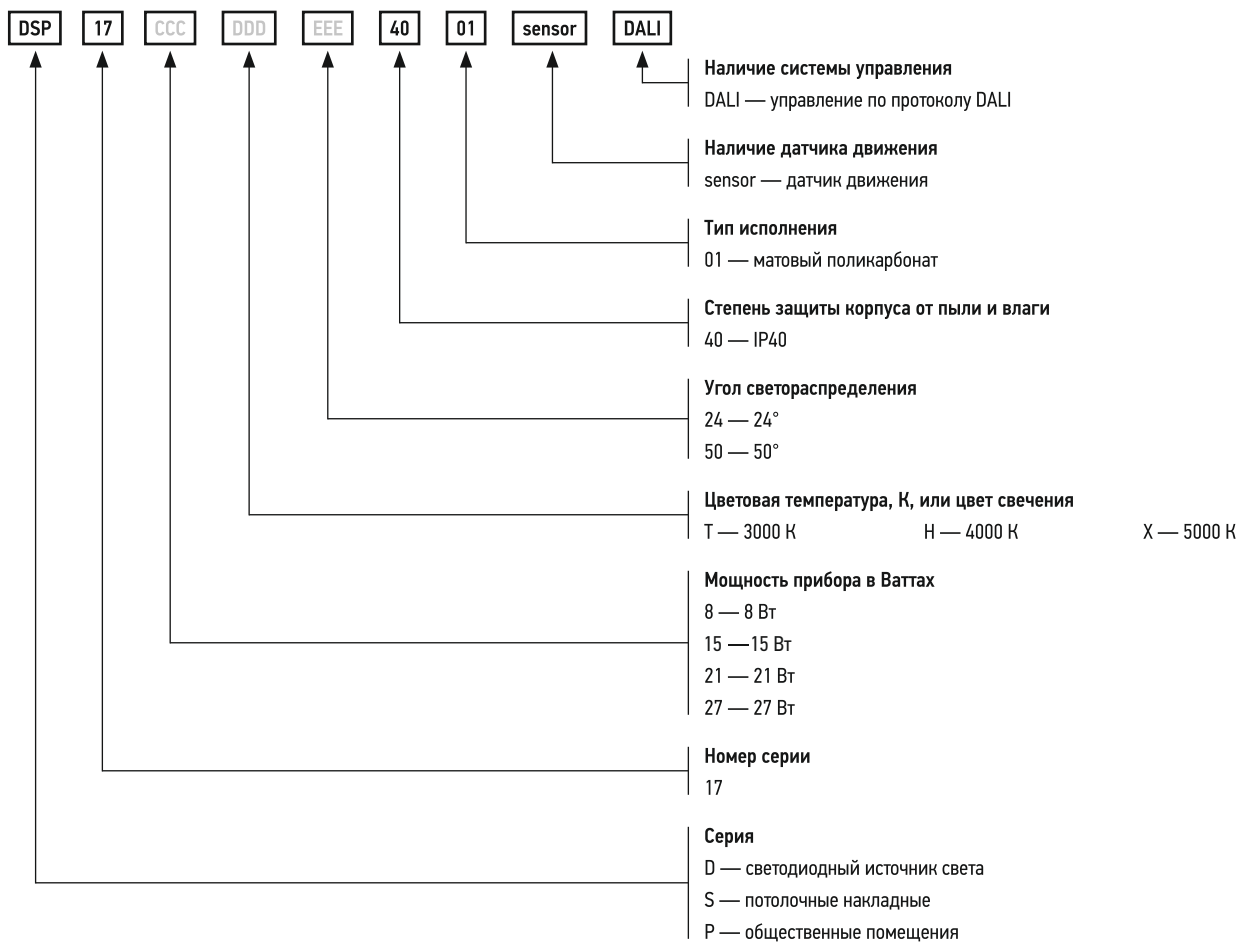 DSP 17 CCC DDD EEE 40 01 sensor DALI
Наличие системы управления
DALI — управление по протоколу DALI
Наличие датчика движения
sensor — датчик движения
Тип исполнения
01 — матовый поликарбонат
Степень защиты корпуса от пыли и влаги
40 — IP40
Угол светораспределения
24 — 24°
50 — 50°
Цветовая температура, К, или цвет свечения
Т — 3000 К Н — 4000 К Х — 5000 К
Мощность прибора в Ваттах
8 — 8 Вт
15 —15 Вт
21 — 21 Вт
27 — 27 Вт
Номер серии
17
Серия
D — светодиодный источник света
S — потолочные накладные
P — общественные помещения